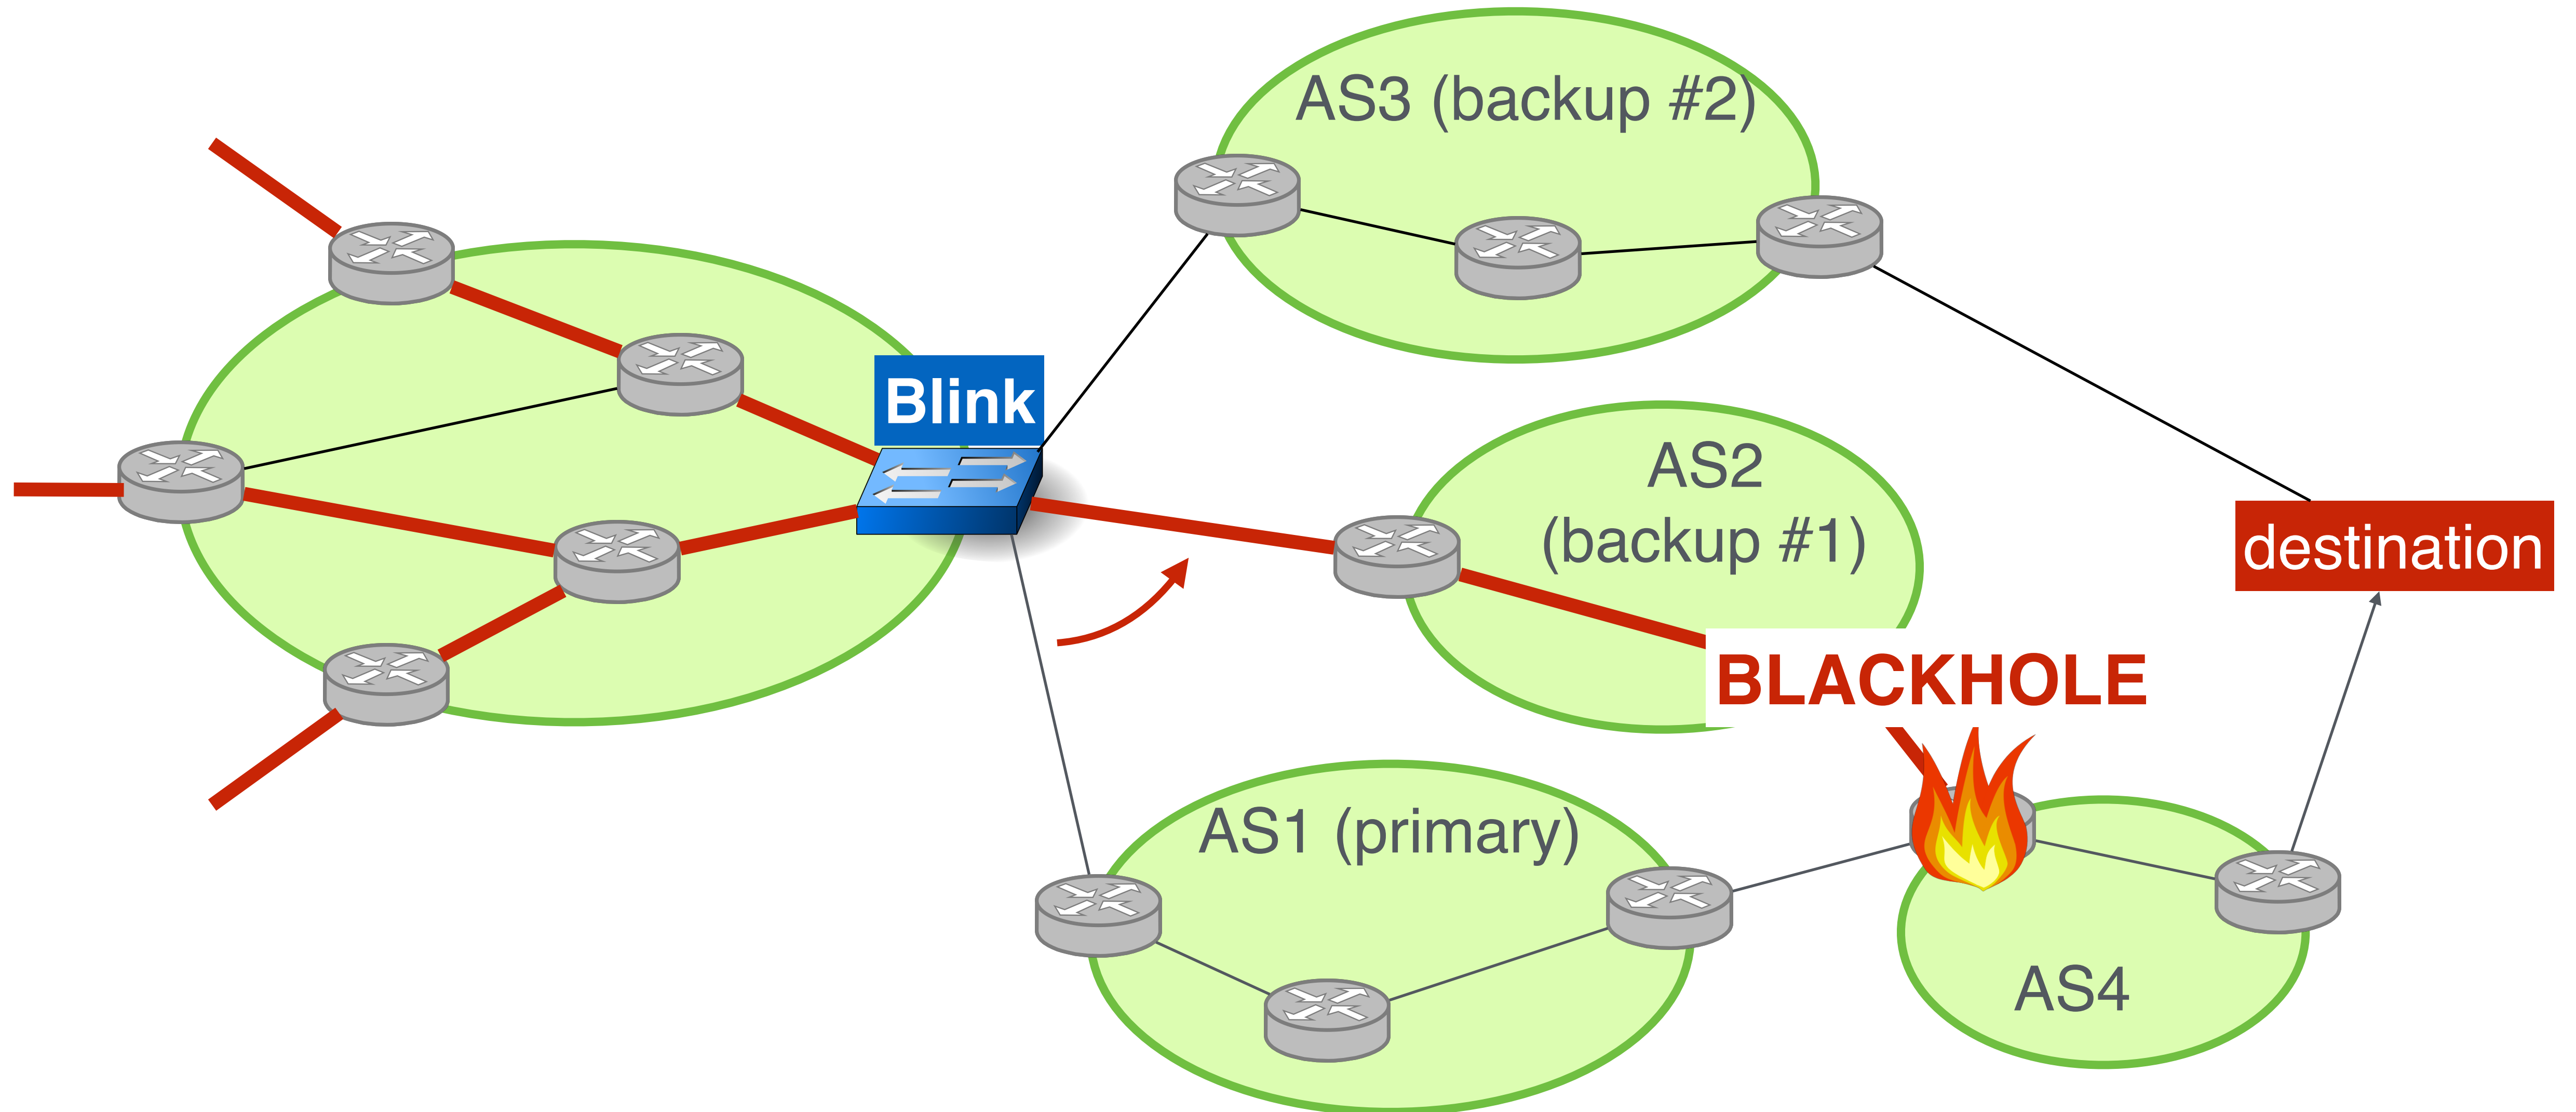 AS3 (backup #2)
Blink
AS2
(backup #1)
destination
BLACKHOLE
AS1 (primary)
AS4